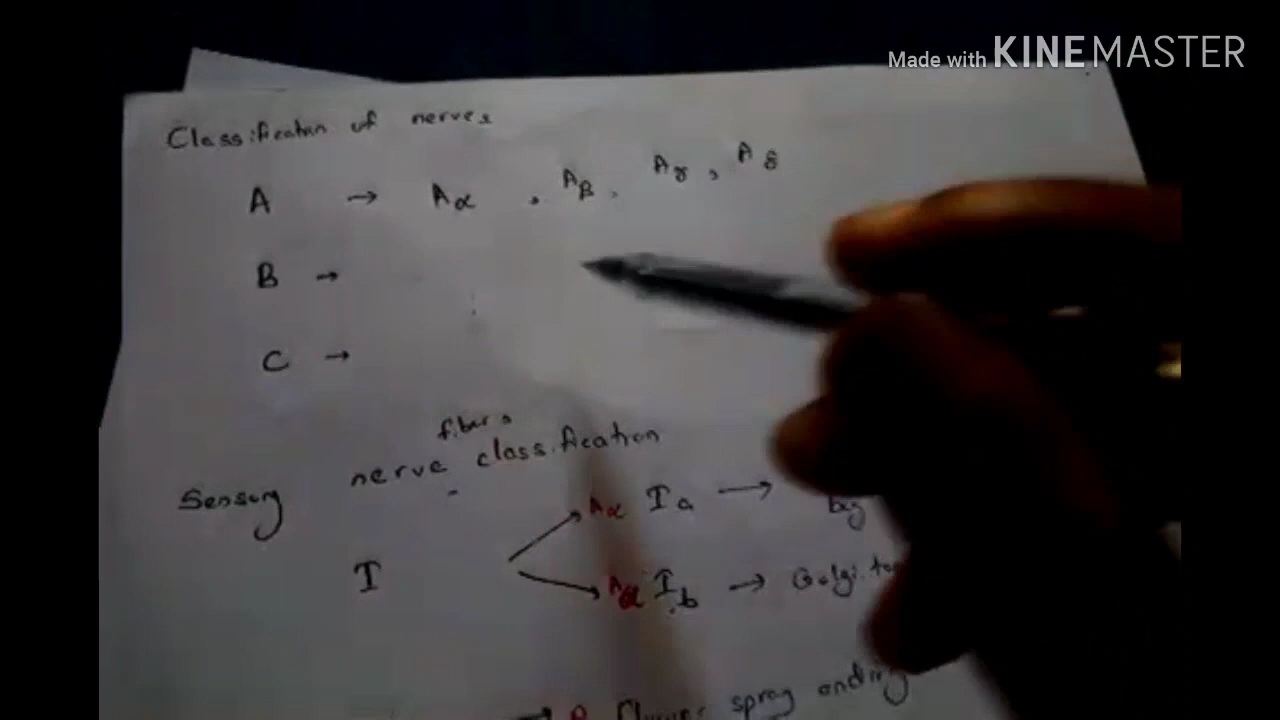 Made with KINEMASTER
Classification of nerves
A → Aα , Aβ , Aγ , Aδ
B →
C →
fibers
Sensory nerve classification
Aα Ia →
I
Aα Ib → Golgi
spray ending